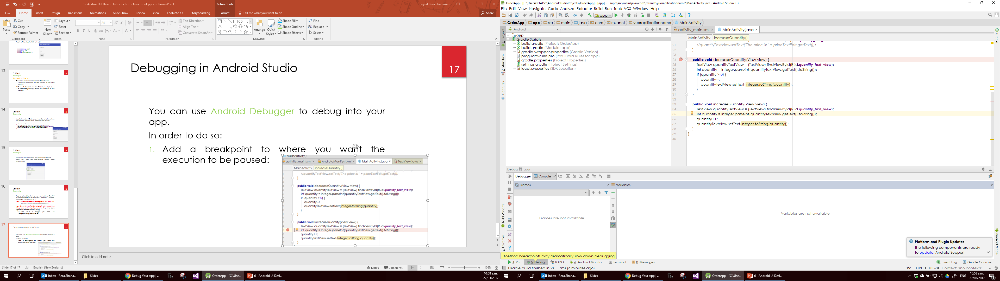 6 - Android UI Design Introduction - User Input.pptx - PowerPoint
Picture Tools
Seyed Reza Shahamiri
File Home Insert Design Transitions Animations Slide Show Review View EndNote X7 Storyboarding Format Tell me what you want to do Share
Paste
Cut
Copy
Format Painter
Clipboard
New Slide
Layout
Reset
Section
Slides
24
Font
Text Direction
Align Text
Convert to SmartArt
Paragraph
Arrange
Quick Styles
Shape Fill
Shape Outline
Shape Effects
Drawing
Find
Replace
Select
Editing
13
14
15
16
17
Debugging in Android Studio
17
You can use Android Debugger to debug into your
app.
In order to do so:
1. Add a breakpoint to where you want the
execution to be paused:
MainActivity
activity_main.xml AndroidManifest.xml MainActivity.java TextView.java
MainActivity increaseQuantity()
//quantityTextView.setText("The price is: " + priceTextEdit.getText());
}
public void decreaseQuantity(View view) {
TextView quantityTextView = (TextView) findViewById(R.id.quantity_text_view);
int quantity = Integer.parseInt(quantityTextView.getText().toString());
if (quantity > 0) {
quantity--;
quantityTextView.setText(Integer.toString(quantity));
}
}
public void increaseQuantity(View view) {
TextView quantityTextView = (TextView) findViewById(R.id.quantity_text_view);
int quantity = Integer.parseInt(quantityTextView.getText().toString());
quantity++;
quantityTextView.setText(Integer.toString(quantity));
}
Click to add notes
Slide 17 of 17 English (New Zealand) Notes Comments 108%
OrderApp - [C:\Users\st14156\AndroidStudioProjects\OrderApp] - [app] - ...\app\src\main\java\com\rezanet\yuorapllicationname\MainActivity.java - Android Studio 2.3
File Edit View Navigate Code Analyze Refactor Build Run Tools VCS Window Help
app
OrderApp app src main java com rezanet yuorapllicationname MainActivity
1: Project
Z: Structure
Captures
Build Variants
2: Favorites
Android
app
Gradle Scripts
build.gradle (Project: OrderApp)
build.gradle (Module: app)
gradle-wrapper.properties (Gradle Version)
proguard-rules.pro (ProGuard Rules for app)
gradle.properties (Project Properties)
settings.gradle (Project Settings)
local.properties (SDK Location)
activity_main.xml MainActivity.java
MainActivity increaseQuantity()
21 //quantityTextView.setText("The price is: " + priceTextEdit.getText());
22 }
23
24 public void decreaseQuantity(View view) {
25 TextView quantityTextView = (TextView) findViewById(R.id.quantity_text_view);
26 int quantity = Integer.parseInt(quantityTextView.getText().toString());
27 if (quantity > 0) {
28 quantity--;
29 quantityTextView.setText(Integer.toString(quantity));
30 }
31 }
32
33 public void increaseQuantity(View view) {
34 TextView quantityTextView = (TextView) findViewById(R.id.quantity_text_view);
35 int quantity = Integer.parseInt(quantityTextView.getText().toString());
36 quantity++;
37 quantityTextView.setText(Integer.toString(quantity));
38 }
39 }
40
Gradle
Android Model
Debug app
Debugger Console
Frames
Variables
Frames are not available
Variables are not available
Platform and Plugin Updates
The following components are ready
to update: Android Support...
Method breakpoints may dramatically slow down debugging
4: Run 5: Debug TODO 6: Android Monitor Terminal 0: Messages Event Log Gradle Console
Gradle build finished in 2s 117ms (5 minutes ago) 35:1 CRLF UTF-8 Context: <no context>
Inbox - Reza.Shaha... Slides Debug Your App | ... OrderApp - [C:\Use... 6 - Android UI Desi... 10:58 a.m. 27/03/2017
Inbox - Reza.Shaha... Slides Debug Your App | ... OrderApp - [C:\Use... 6 - Android UI Desi... ENG 10:58 a.m. 27/03/2017